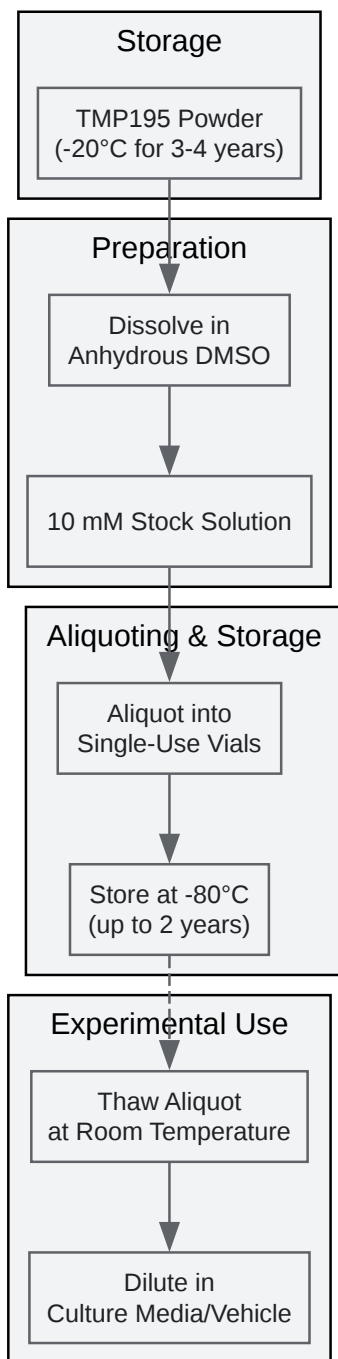 Storage
TMP195 Powder
(-20°C for 3-4 years)
Preparation
Dissolve in
Anhydrous DMSO
10 mM Stock Solution
Aliquoting & Storage
Aliquot into
Single-Use Vials
Store at -80°C
(up to 2 years)
Experimental Use
Thaw Aliquot
at Room Temperature
Dilute in
Culture Media/Vehicle